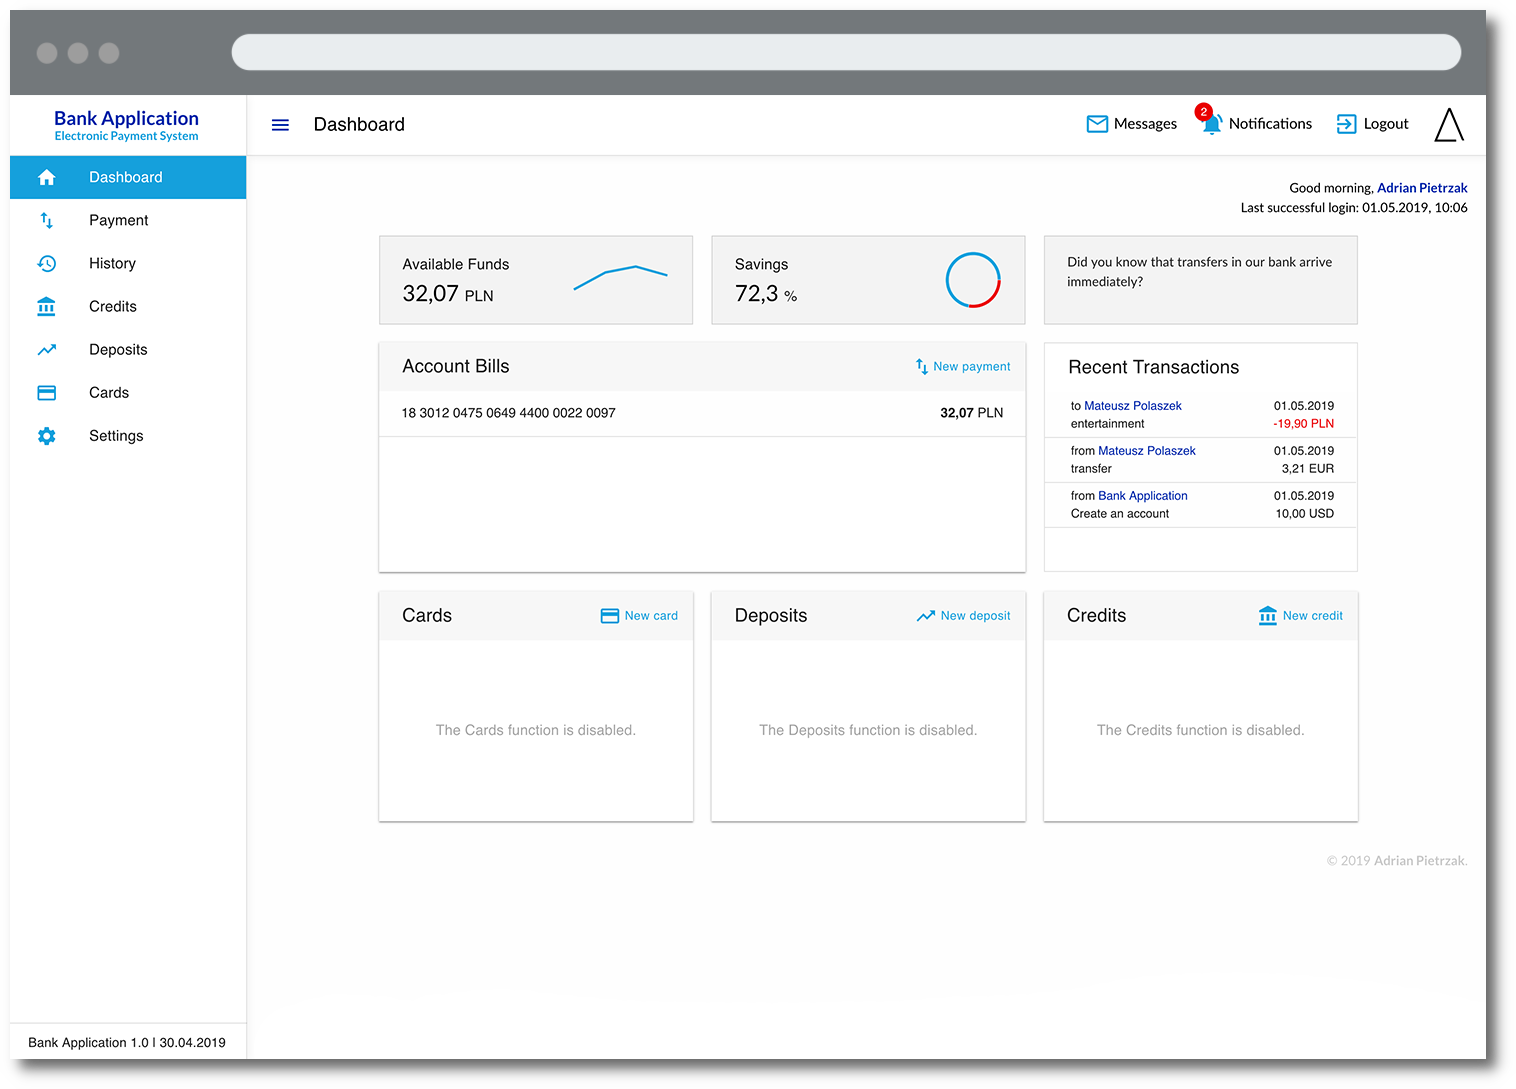 Bank Application
Electronic Payment System
Dashboard
Messages
2
Notifications
Logout
Dashboard
Payment
History
Credits
Deposits
Cards
Settings
Good morning, Adrian Pietrzak
Last successful login: 01.05.2019, 10:06
Available Funds
32,07 PLN
Savings
72,3 %
Did you know that transfers in our bank arrive
immediately?
Account Bills
New payment
18 3012 0475 0649 4400 0022 0097
32,07 PLN
Recent Transactions
to Mateusz Polaszek 01.05.2019
entertainment -19,90 PLN
from Mateusz Polaszek 01.05.2019
transfer 3,21 EUR
from Bank Application 01.05.2019
Create an account 10,00 USD
Cards
New card
The Cards function is disabled.
Deposits
New deposit
The Deposits function is disabled.
Credits
New credit
The Credits function is disabled.
© 2019 Adrian Pietrzak.
Bank Application 1.0 | 30.04.2019